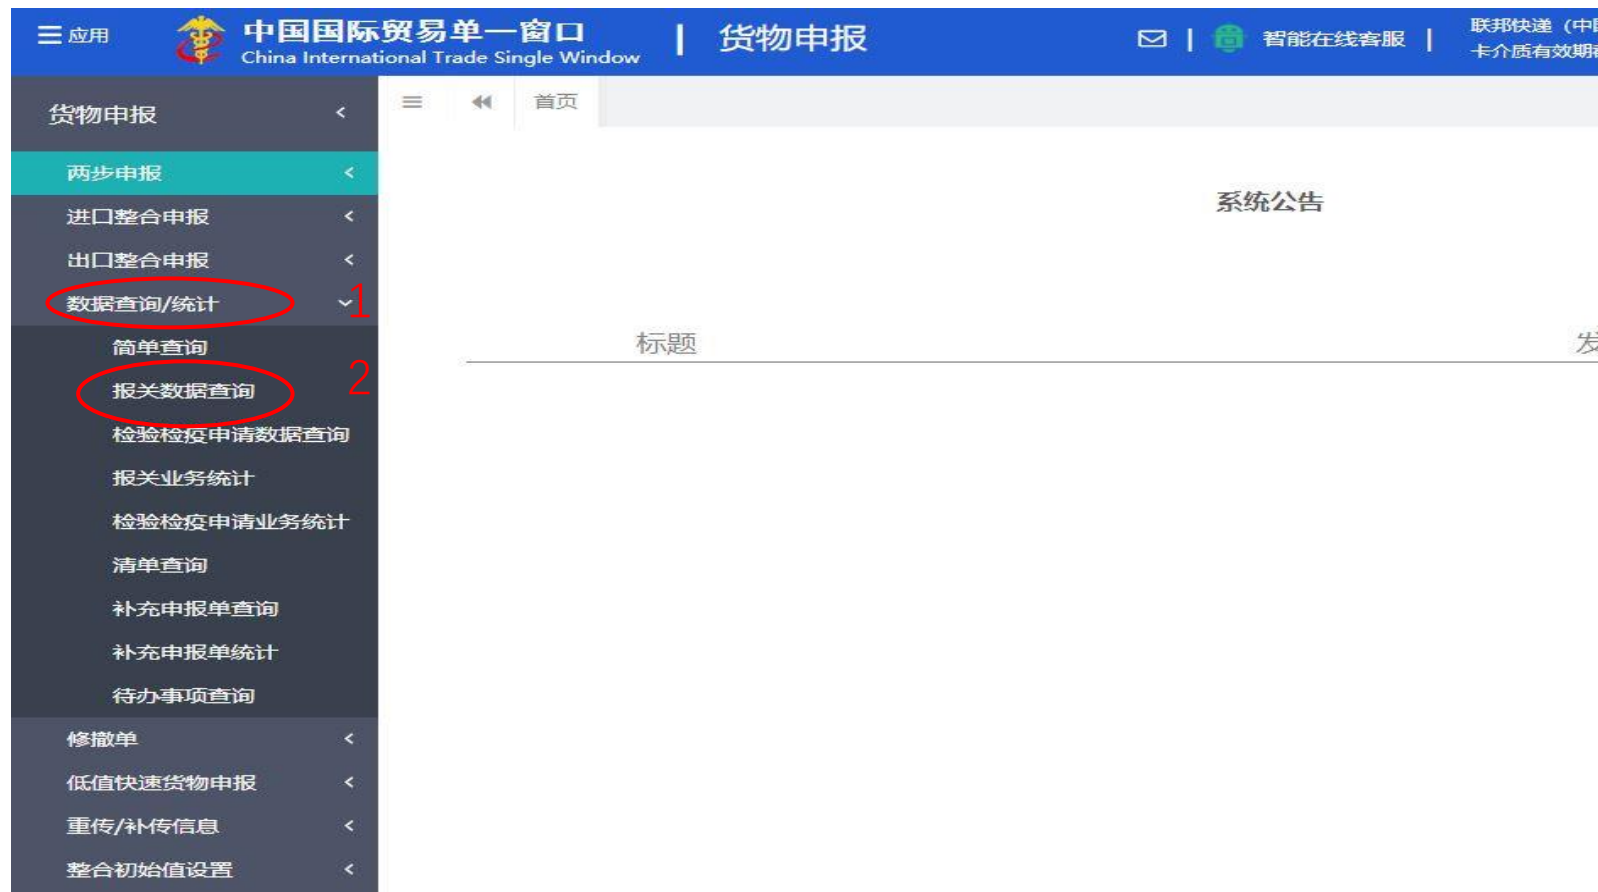 应用
中国国际贸易单一窗口
China International Trade Single Window
货物申报
智能在线客服
联邦快递（中
卡介质有效期
货物申报
首页
两步申报
进口整合申报
系统公告
出口整合申报
数据查询/统计
1
标题
发
简单查询
报关数据查询
2
检验检疫申请数据查询
报关业务统计
检验检疫申请业务统计
清单查询
补充申报单查询
补充申报单统计
待办事项查询
修撤单
低值快速货物申报
重传/补传信息
整合初始值设置